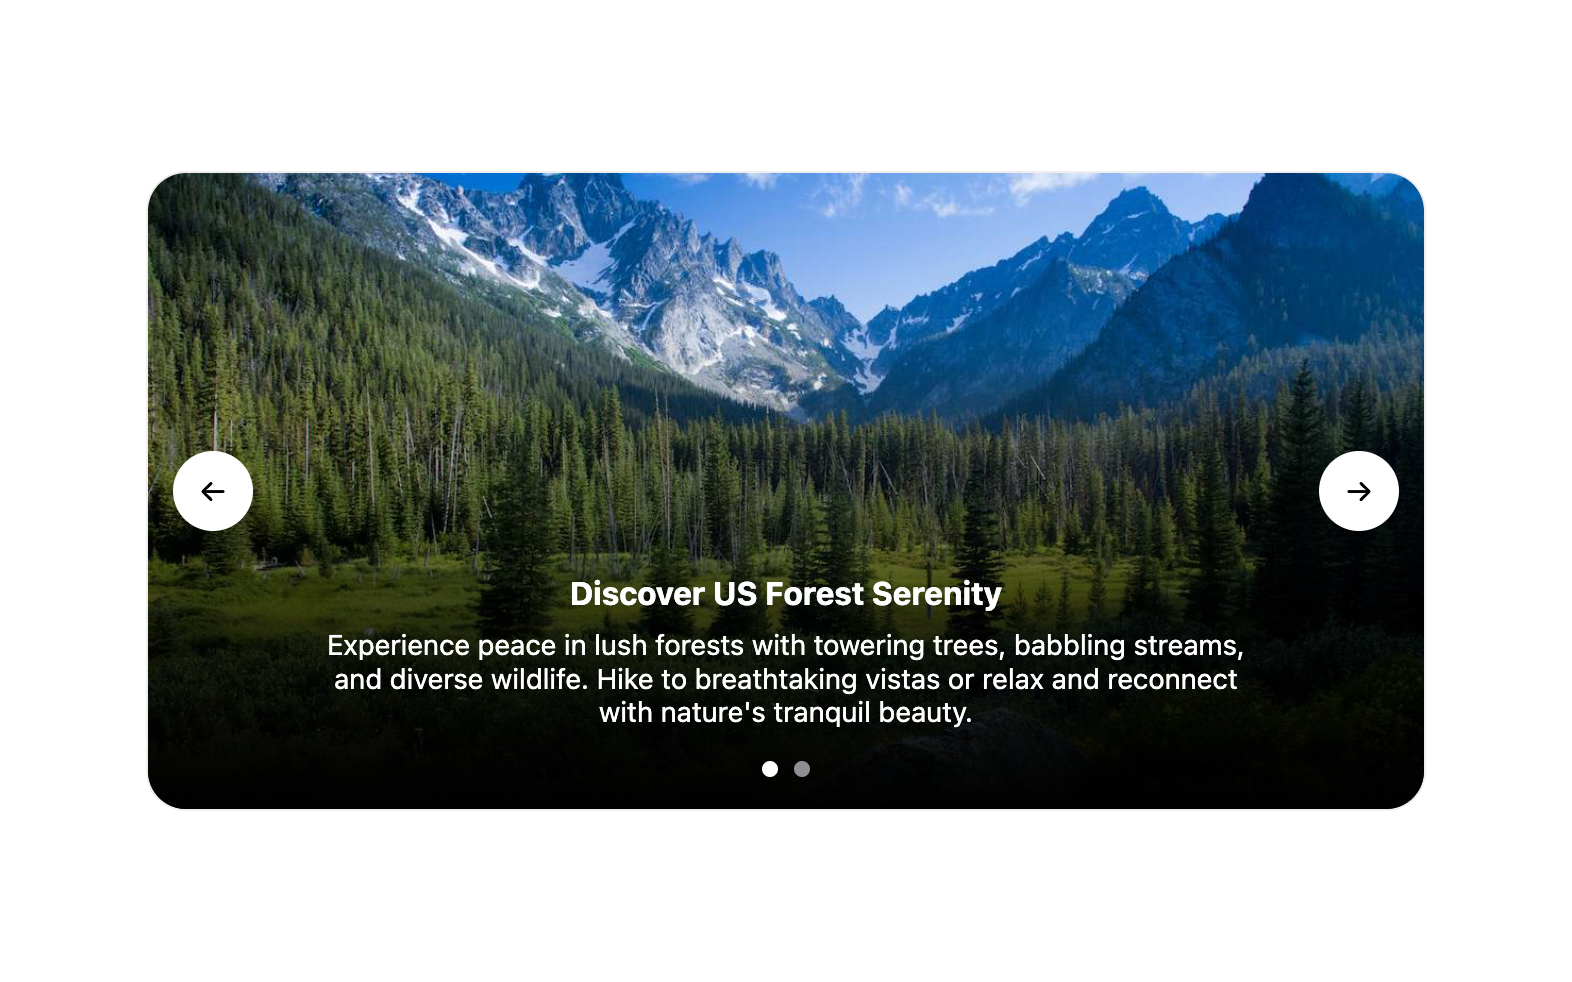 Discover US Forest Serenity
Experience peace in lush forests with towering trees, babbling streams,
and diverse wildlife. Hike to breathtaking vistas or relax and reconnect
with nature's tranquil beauty.